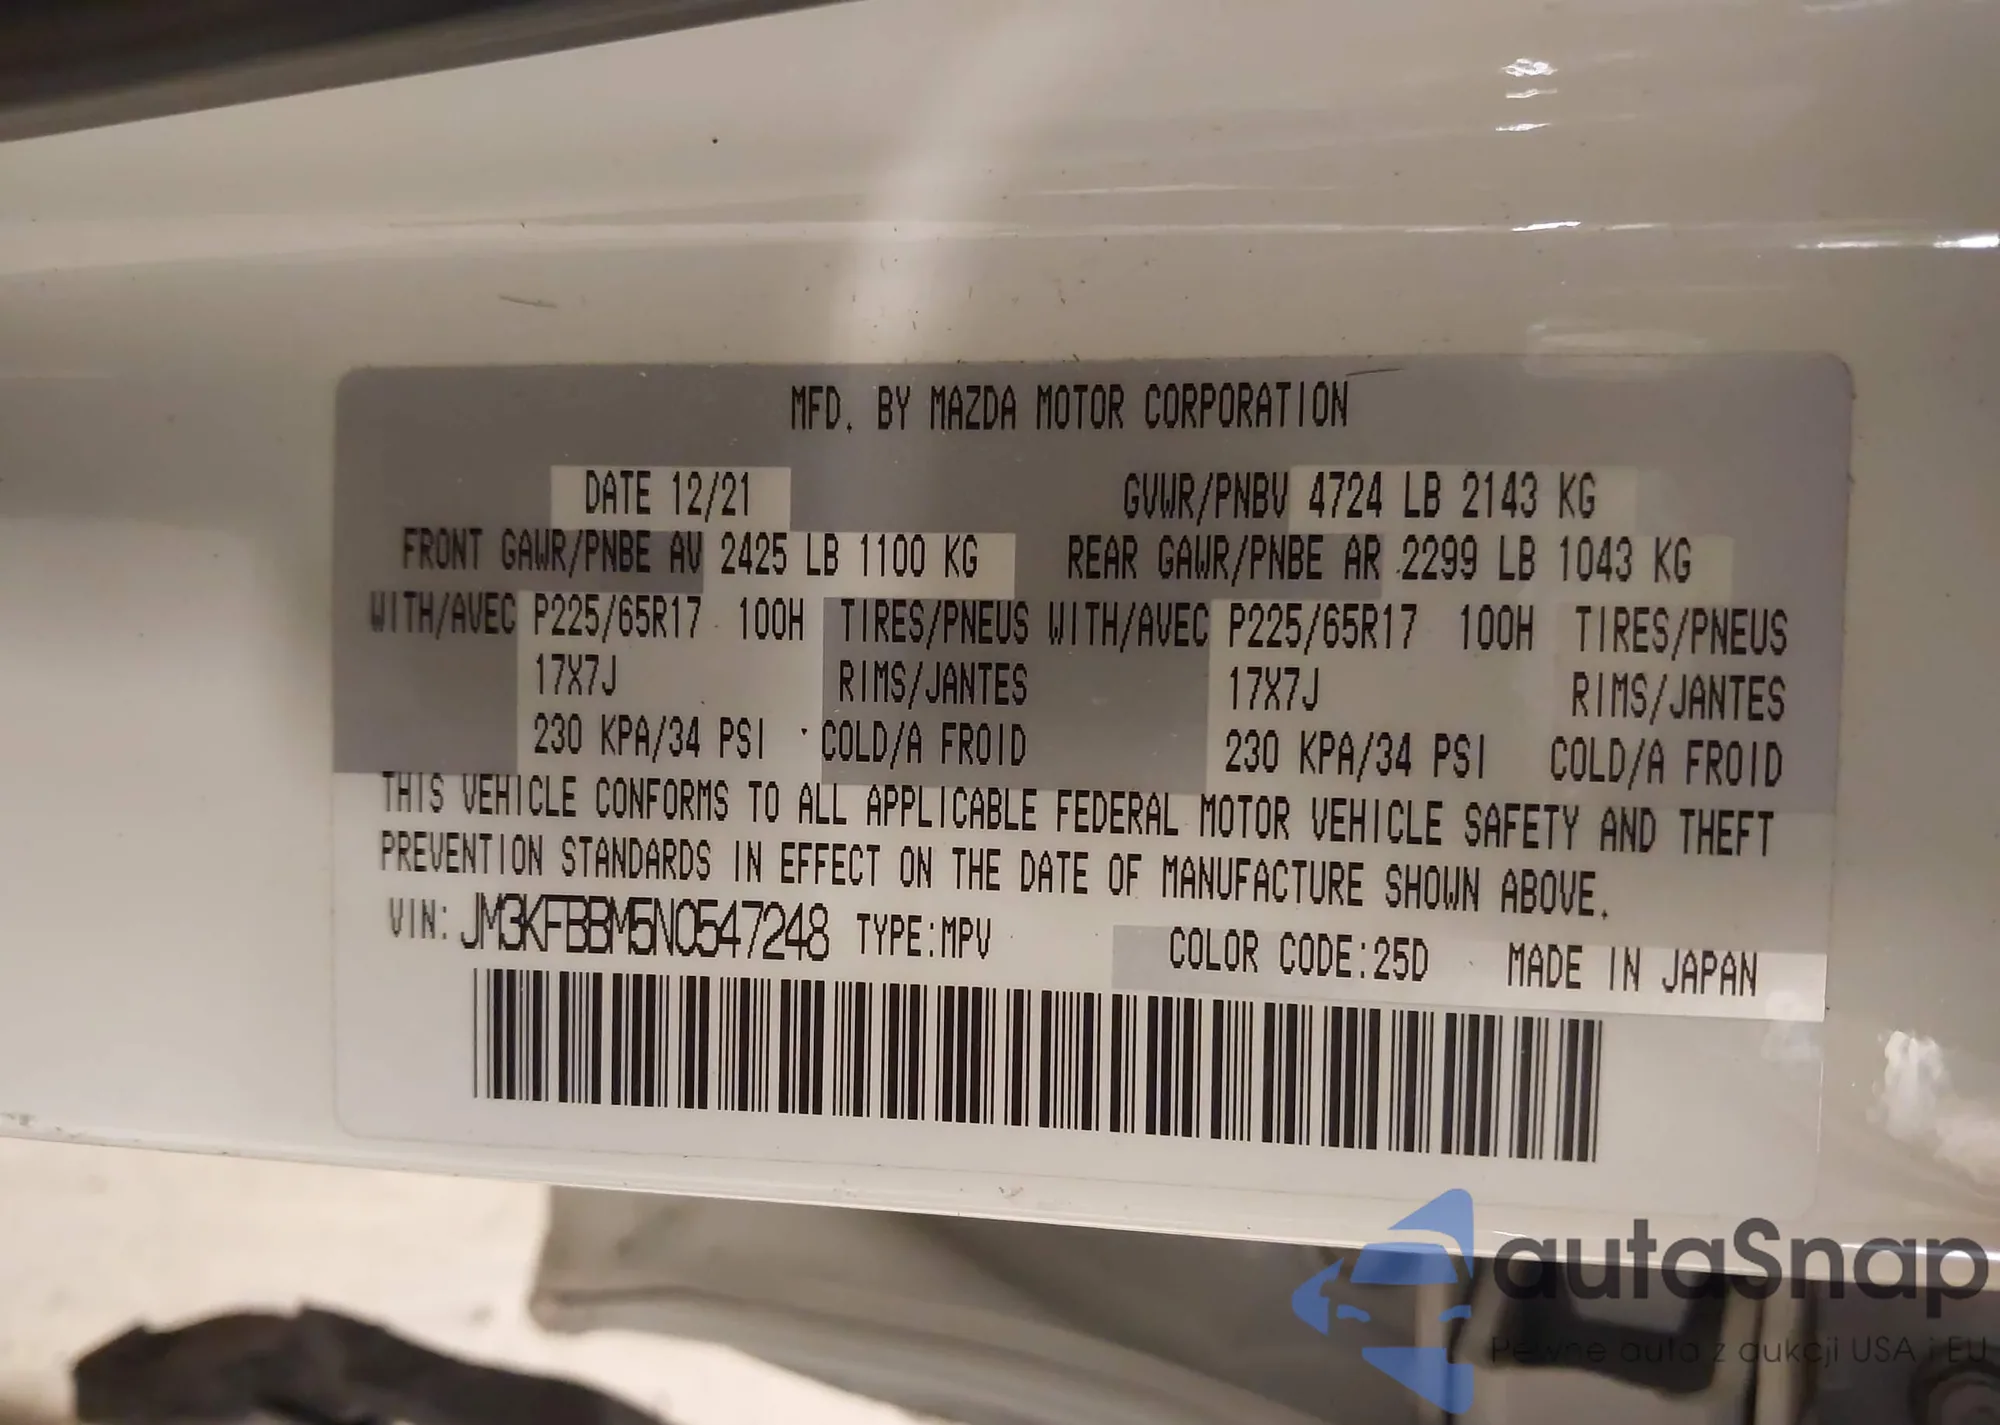 MFD. BY MAZDA MOTOR CORPORATION
DATE 12/21 GVWR/PNBV 4724 LB 2143 KG
FRONT GAWR/PNBE AV 2425 LB 1100 KG REAR GAWR/PNBE AR 2299 LB 1043 KG
WITH/AVEC P225/65R17 100H TIRES/PNEUS WITH/AVEC P225/65R17 100H TIRES/PNEUS
17X7J RIMS/JANTES 17X7J RIMS/JANTES
230 KPA/34 PSI COLD/A FROID 230 KPA/34 PSI COLD/A FROID
THIS VEHICLE CONFORMS TO ALL APPLICABLE FEDERAL MOTOR VEHICLE SAFETY AND THEFT
PREVENTION STANDARDS IN EFFECT ON THE DATE OF MANUFACTURE SHOWN ABOVE.
VIN: JM3KFBBM5N0547248 TYPE:MPV COLOR CODE:25D MADE IN JAPAN
autaSnap
Pewne auta z aukcji USA i EU